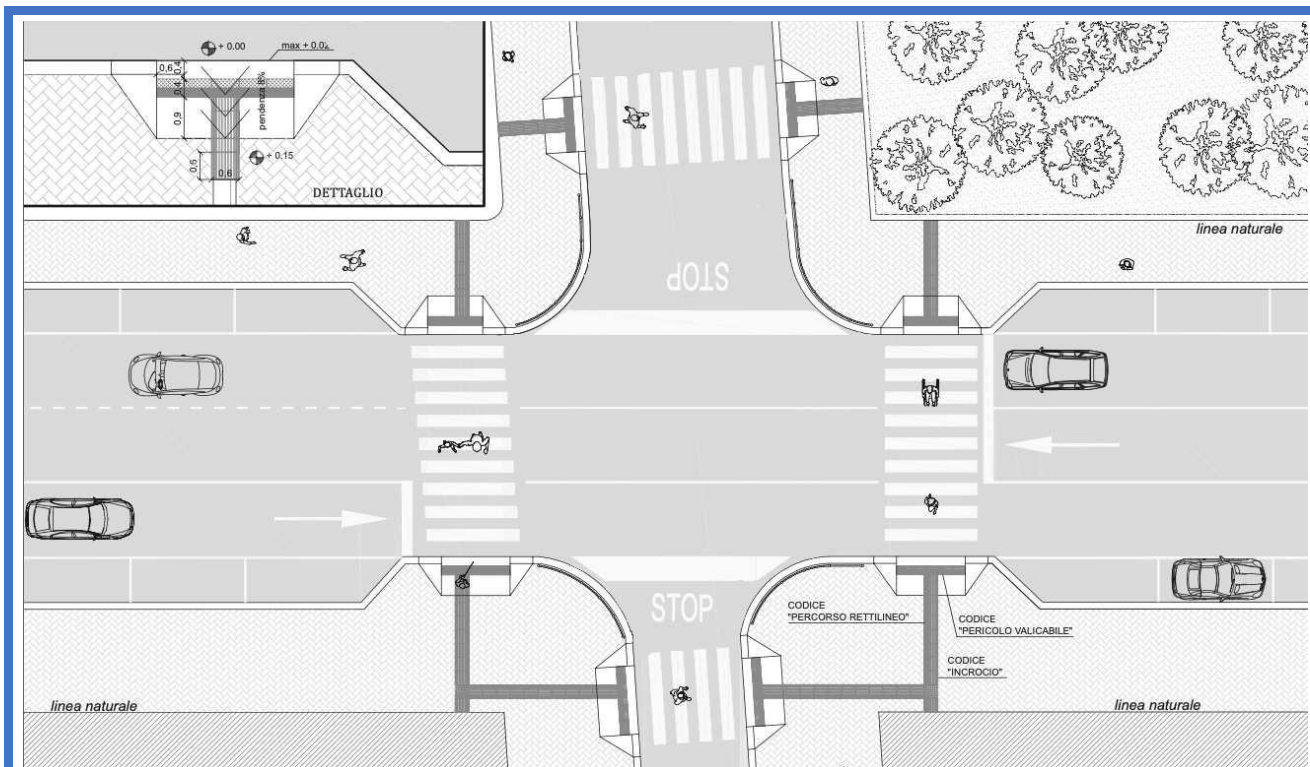 + 0.00
max + 0.02
0,6
0,4
0,4
0,9
pendenza 8%
+ 0.15
0,6
0,6
DETTAGLIO
linea naturale
STOP
STOP
CODICE
"PERCORSO RETTILINEO"
CODICE
"PERICOLO VALICABILE"
CODICE
"INCROCIO"
linea naturale
linea naturale